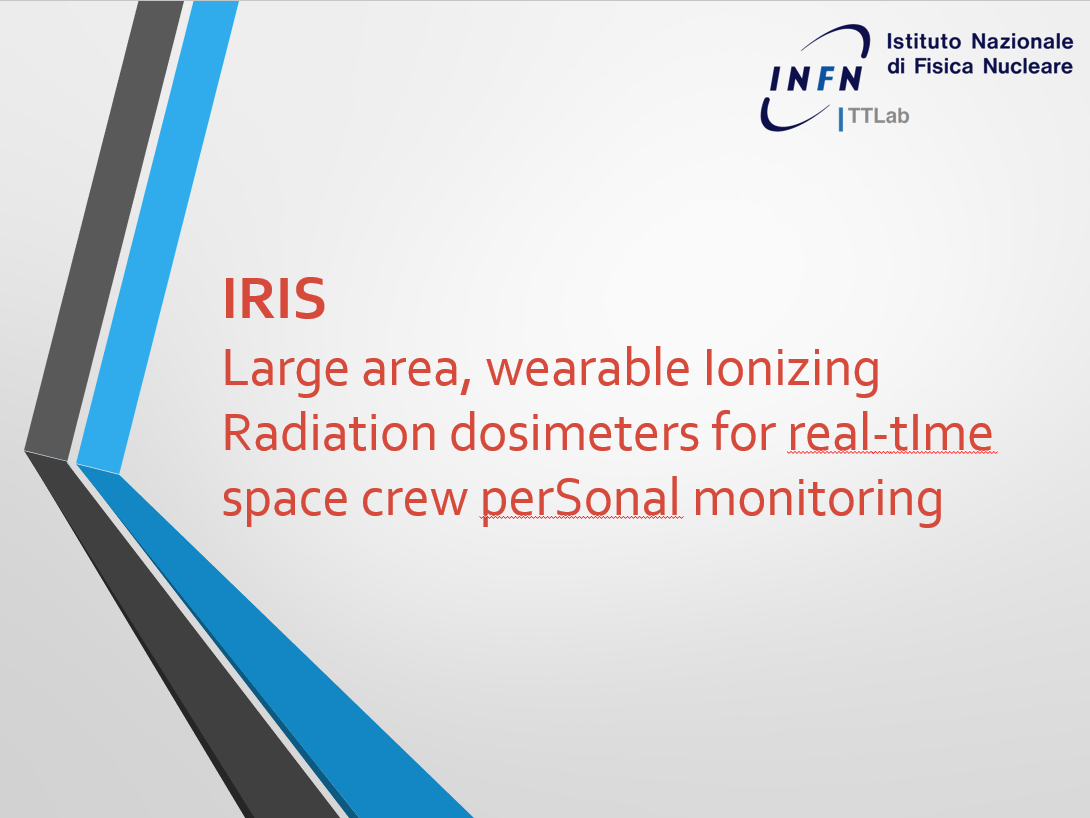 Istituto Nazionale
di Fisica Nucleare
INFN
TTLab
IRIS
Large area, wearable Ionizing
Radiation dosimeters for real-tIme
space crew perSonal monitoring